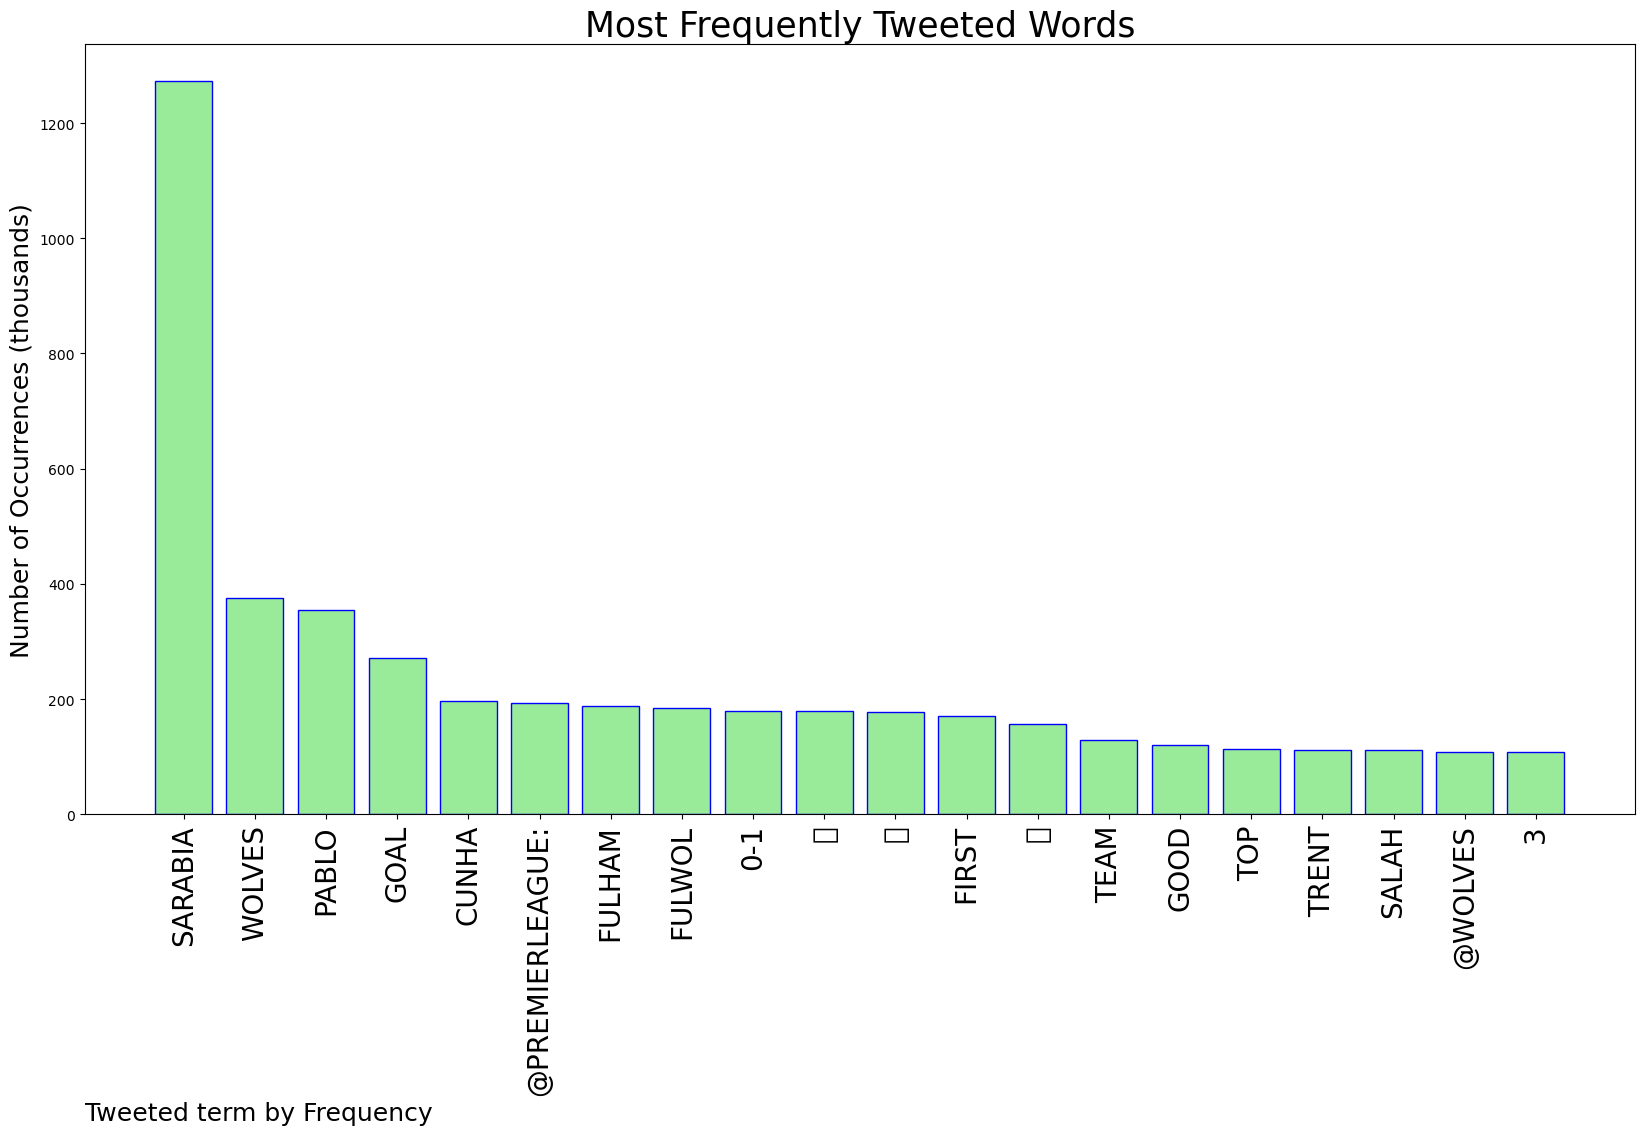 Most Frequently Tweeted Words
Number of Occurrences (thousands)
1200
1000
800
600
400
200
0
SARABIA
WOLVES
PABLO
GOAL
CUNHA
@PREMIERLEAGUE:
FULHAM
FULWOL
0-1
FIRST
TEAM
GOOD
TOP
TRENT
SALAH
@WOLVES
3
Tweeted term by Frequency